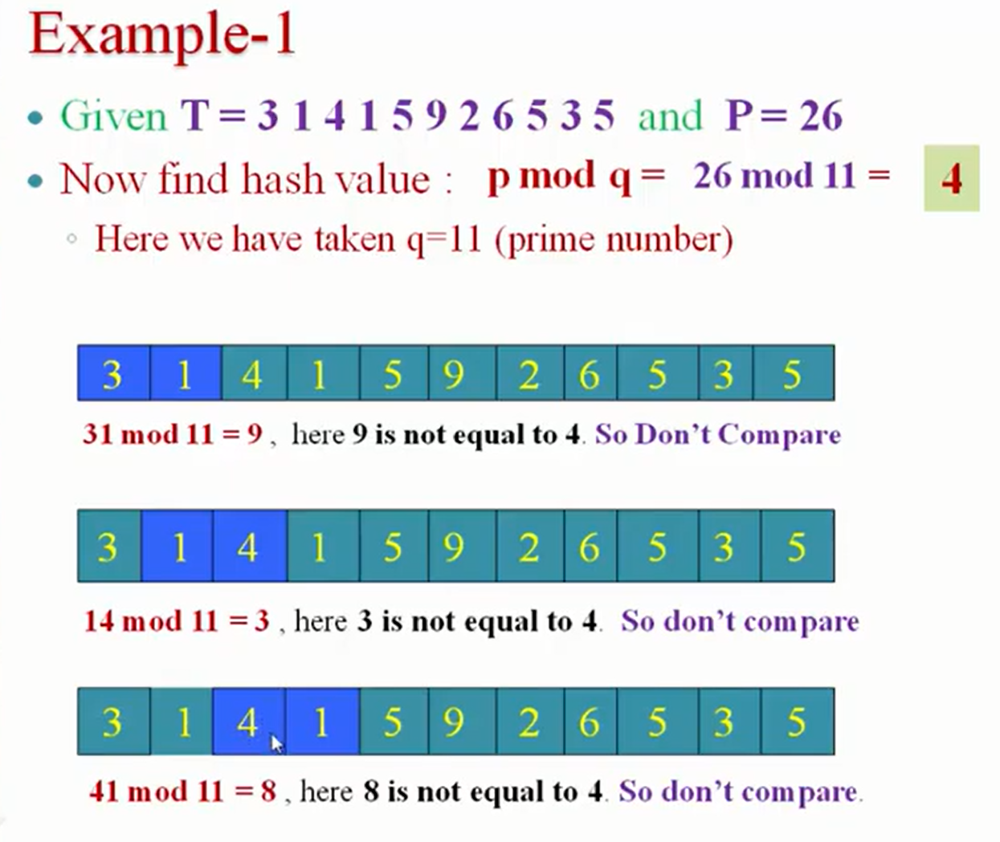 Example-1
Given T = 3 1 4 1 5 9 2 6 5 3 5 and P = 26
Now find hash value : p mod q = 26 mod 11 = 4
Here we have taken q=11 (prime number)
3 1 4 1 5 9 2 6 5 3 5
31 mod 11 = 9 , here 9 is not equal to 4. So Don't Compare
3 1 4 1 5 9 2 6 5 3 5
14 mod 11 = 3 , here 3 is not equal to 4. So don't compare
3 1 4 1 5 9 2 6 5 3 5
41 mod 11 = 8 , here 8 is not equal to 4. So don't compare.